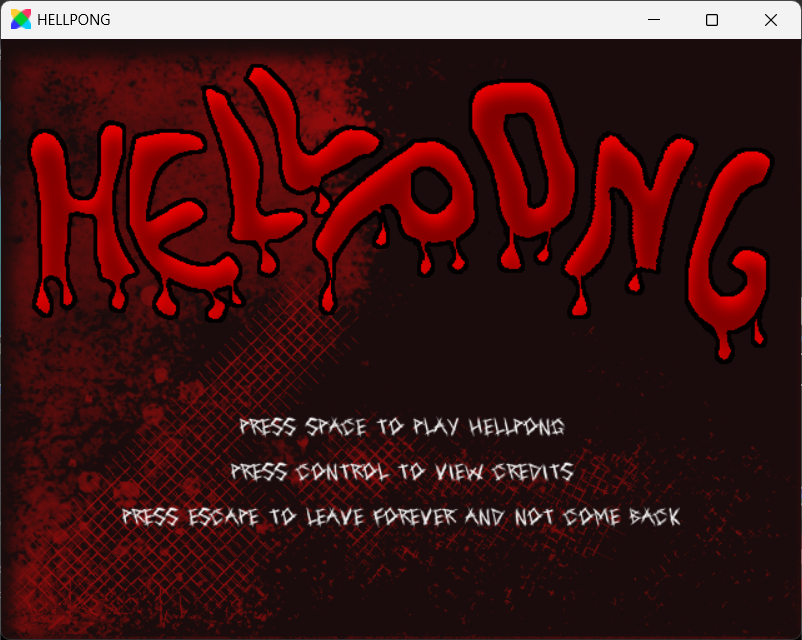 HELLPONG
HELLPONG
PRESS SPACE TO PLAY HELLPONG
PRESS CONTROL TO VIEW CREDITS
PRESS ESCAPE TO LEAVE FOREVER AND NOT COME BACK